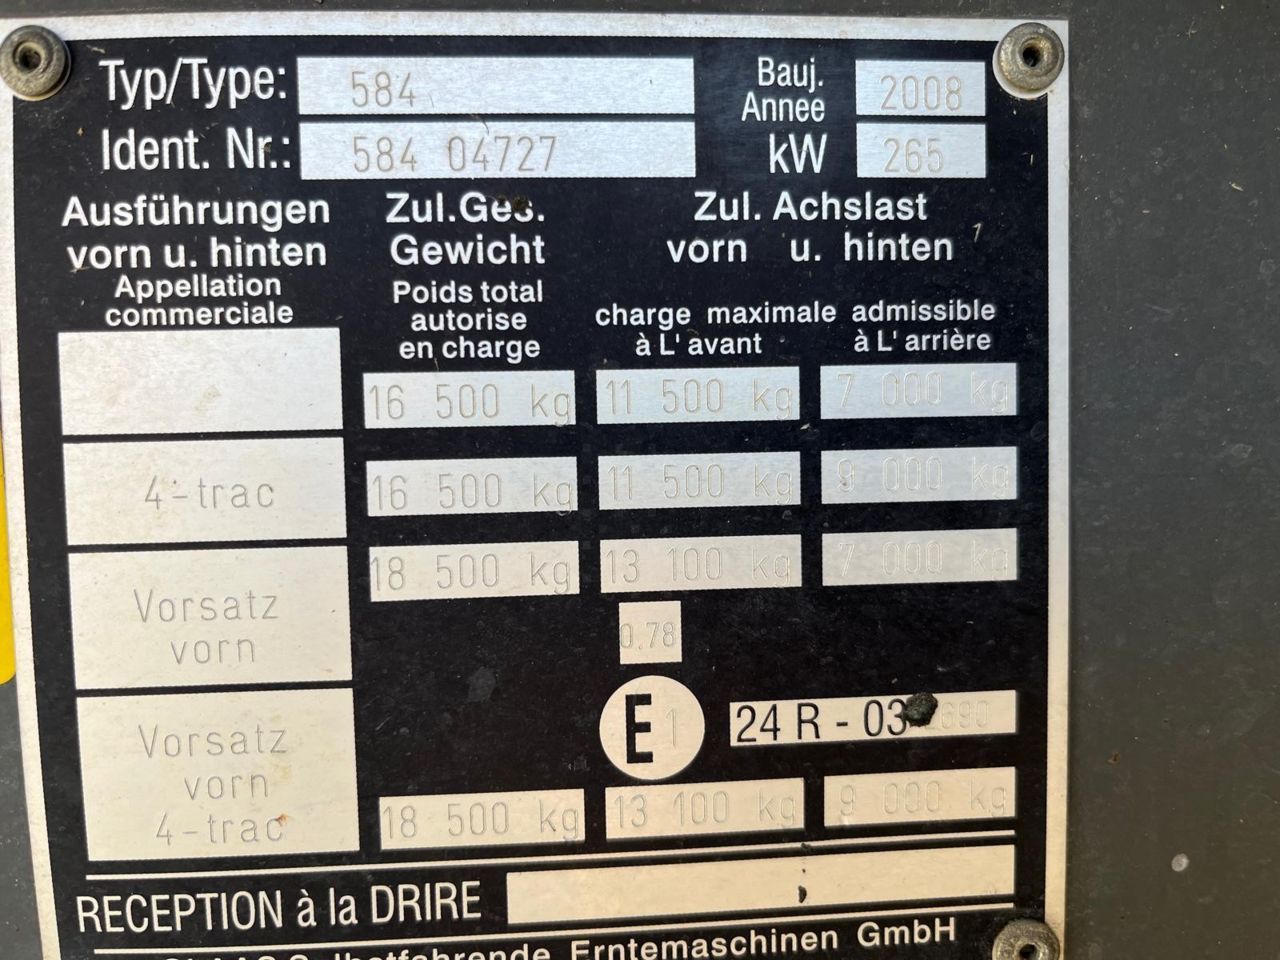 Typ/Type: 584 Bauj. Annee 2008
Ident. Nr.: 584 04727 kW 265
Ausführungen vorn u. hinten
Appellation commerciale
Zul.Ges. Gewicht
Poids total autorise en charge
Zul. Achslast
vorn u. hinten
charge maximale admissible
à L' avant à L' arrière
16 500 kg 11 500 kg 7 000 kg
4-trac 16 500 kg 11 500 kg 9 000 kg
Vorsatz vorn 18 500 kg 13 100 kg 7 000 kg
0.78
E 1 24 R - 03
Vorsatz vorn 4-trac 18 500 kg 13 100 kg 9 000 kg
RECEPTION à la DRIRE
Erntemaschinen GmbH